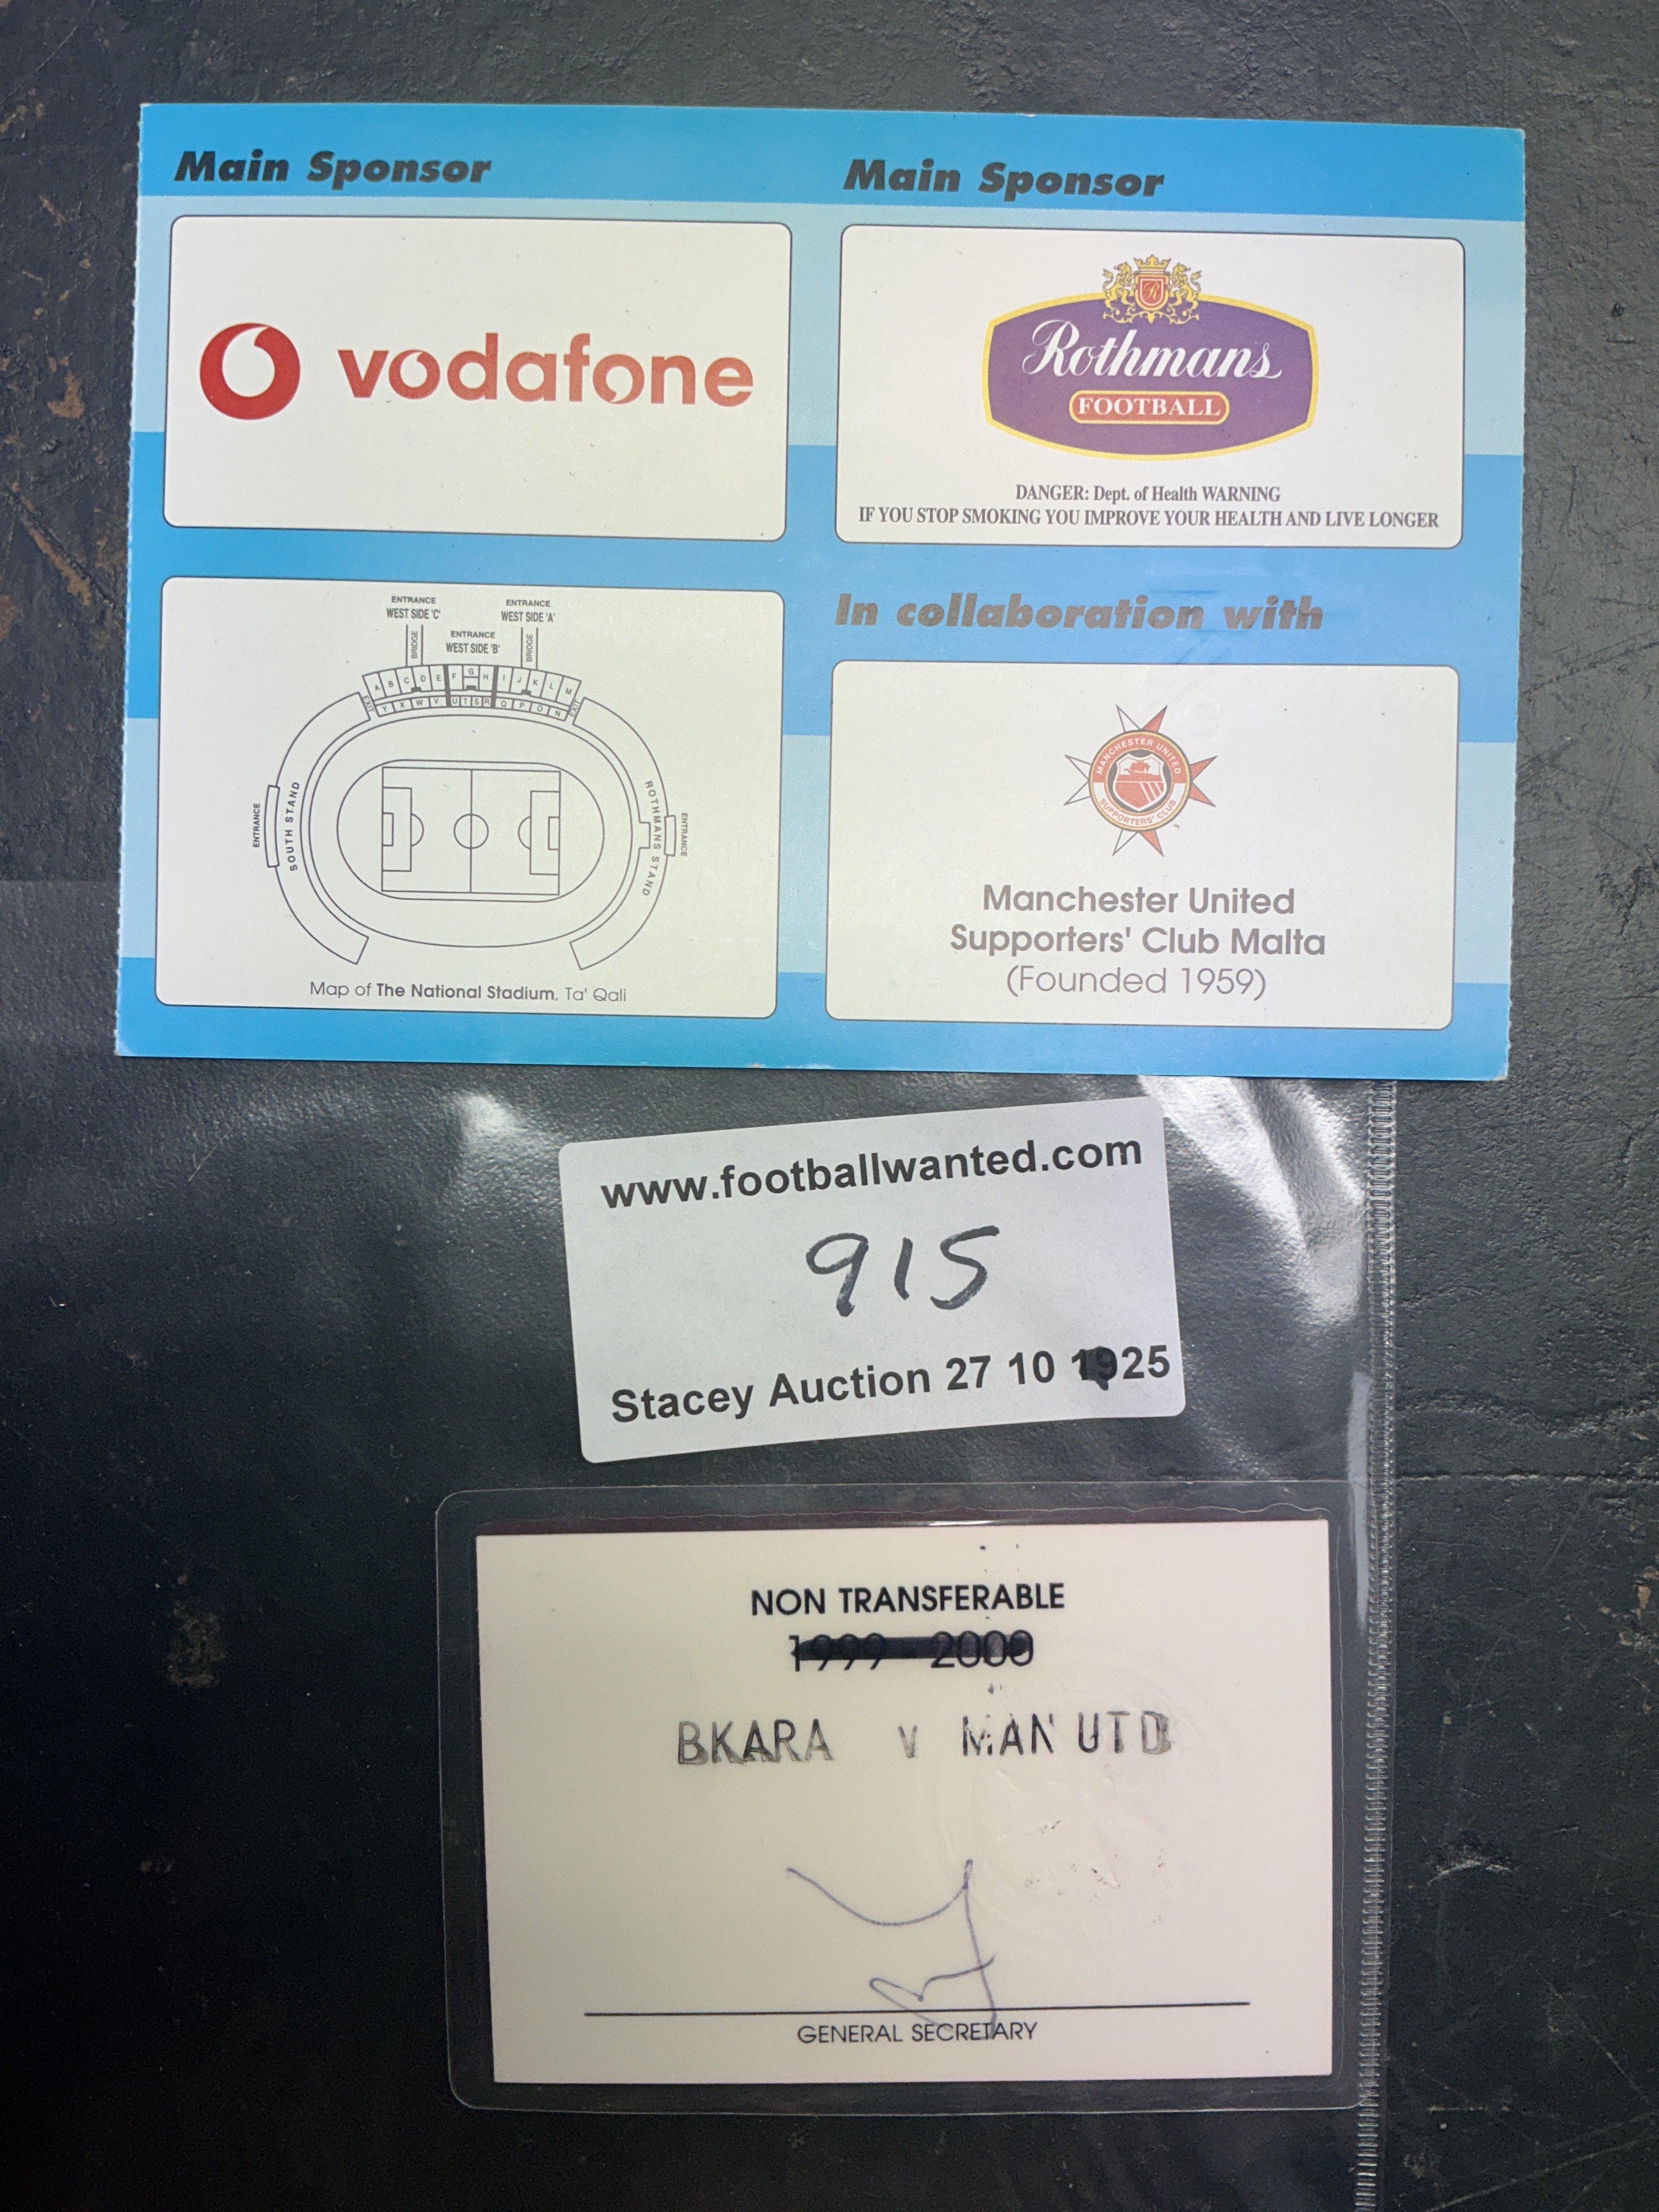 Main Sponsor
vodafone
Main Sponsor
R
Rothmans
FOOTBALL
DANGER: Dept. of Health WARNING
IF YOU STOP SMOKING YOU IMPROVE YOUR HEALTH AND LIVE LONGER
ENTRANCE
WEST SIDE 'C'
ENTRANCE
WEST SIDE 'A'
ENTRANCE
WEST SIDE 'B'
BRIDGE
BRIDGE
A B C D E F G H I J K L M
EXIT Y X W V U T S R Q P O N EXIT
ENTRANCE
SOUTH STAND
ROTHMANS STAND
ENTRANCE
Map of The National Stadium, Ta' Qali
In collaboration with
MANCHESTER UNITED
SUPPORTERS' CLUB
Manchester United
Supporters' Club Malta
(Founded 1959)
www.footballwanted.com
915
Stacey Auction 27 10 1925
NON TRANSFERABLE
1999 2000
BKARA V MAN UTD
GENERAL SECRETARY